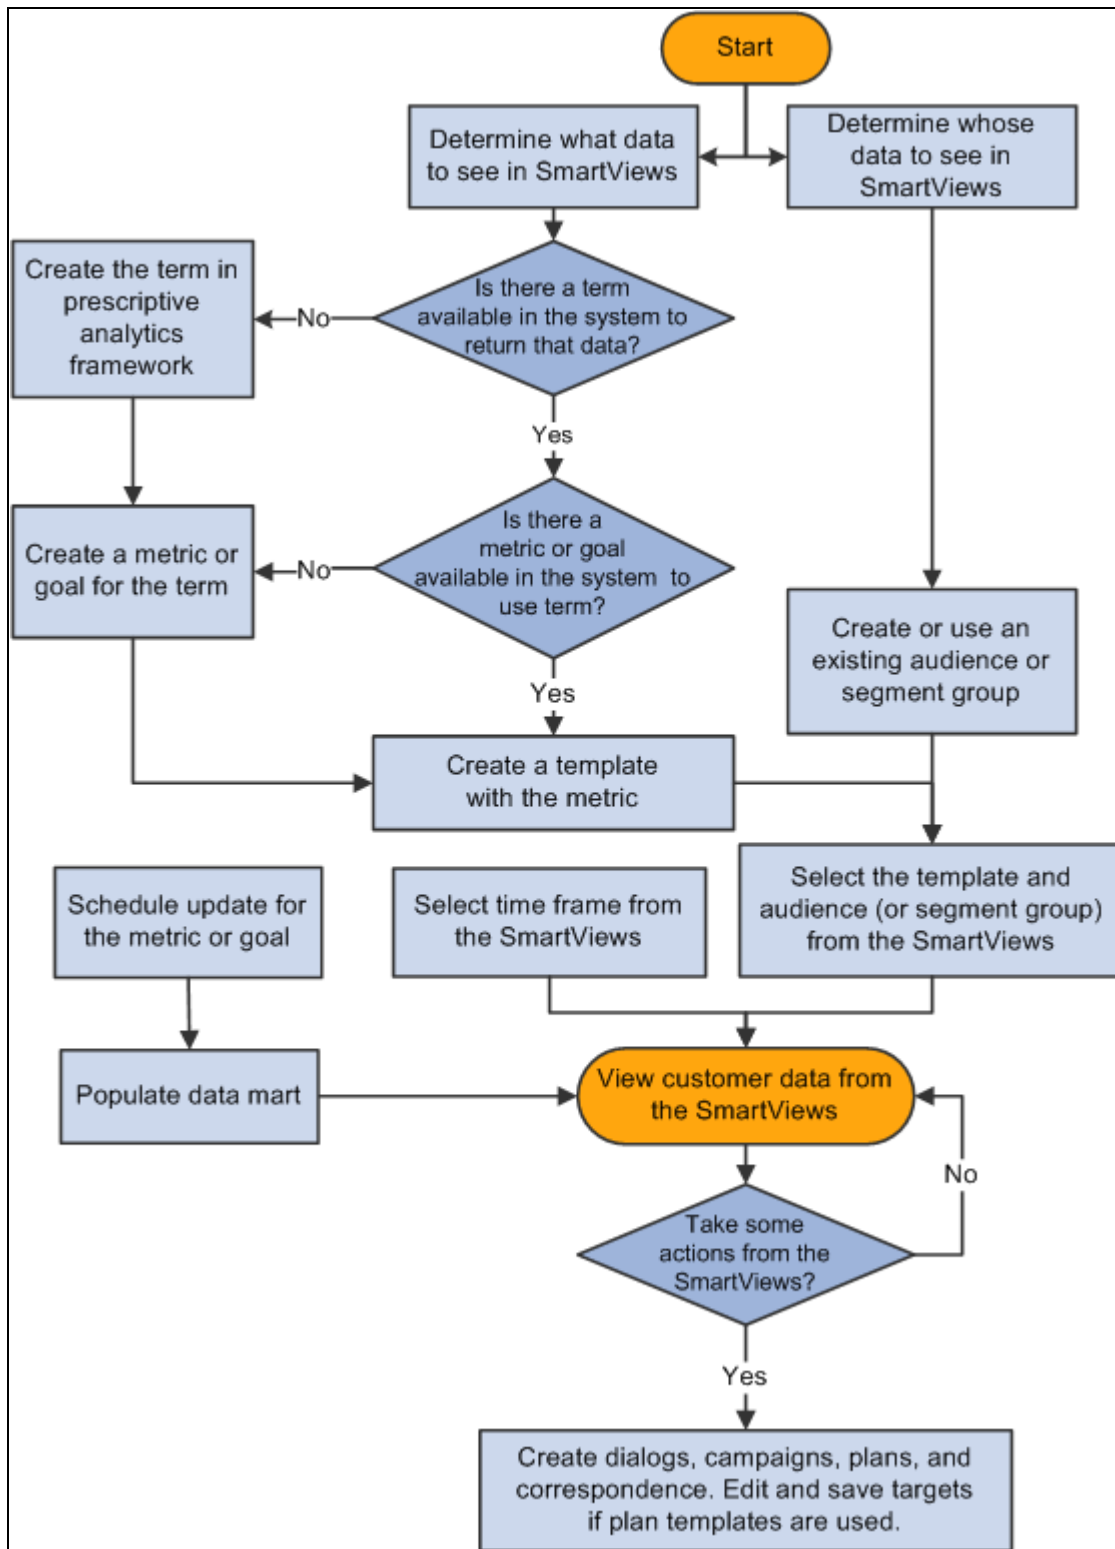 Start
Determine what data
to see in SmartViews
Determine whose
data to see in
SmartViews
Create the term in
prescriptive
analytics
framework
No
Is there a term
available in the system to
return that data?
Yes
Create a metric or
goal for the term
No
Is there a
metric or goal
available in the system to
use term?
Yes
Create or use an
existing audience or
segment group
Create a template
with the metric
Schedule update for
the metric or goal
Select time frame from
the SmartViews
Select the template and
audience (or segment group)
from the SmartViews
Populate data mart
View customer data from
the SmartViews
No
Take some
actions from the
SmartViews?
Yes
Create dialogs, campaigns, plans, and
correspondence. Edit and save targets
if plan templates are used.